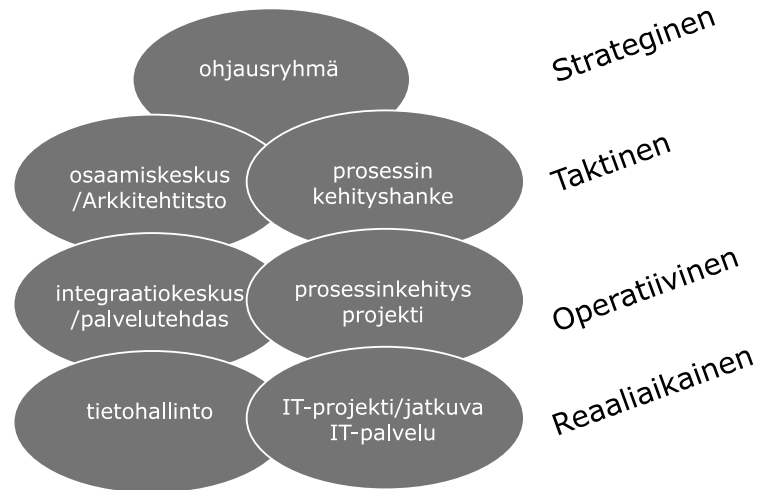 ohjausryhmä
Strateginen
osaamiskeskus
/Arkkitehtitsto
prosessin
kehityshanke
Taktinen
integraatiokeskus
/palvelutehdas
prosessinkehitys
projekti
Operatiivinen
tietohallinto
IT-projekti/jatkuva
IT-palvelu
Reaaliaikainen